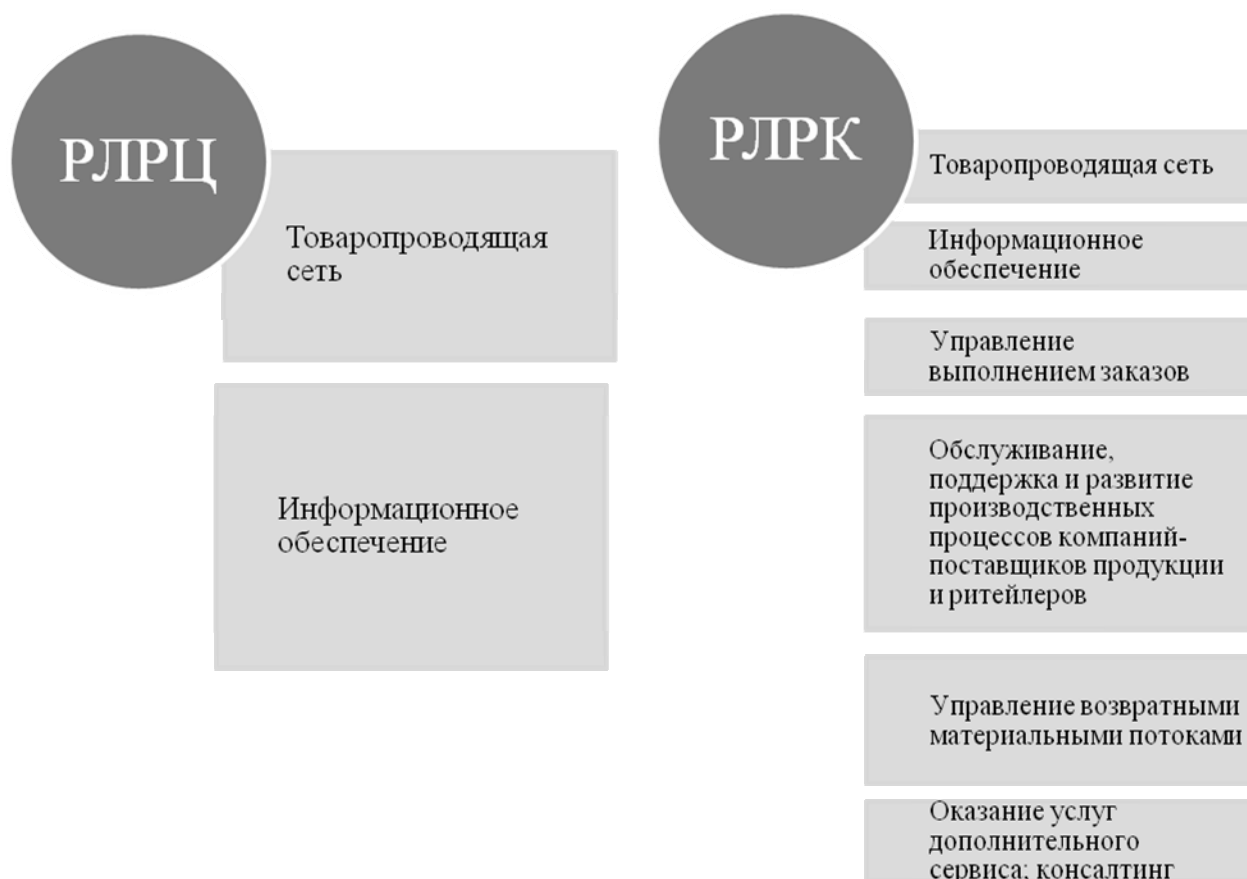 РЛРЦ
Товаропроводящая
сеть
Информационное
обеспечение
РЛРК
Товаропроводящая сеть
Информационное
обеспечение
Управление
выполнением заказов
Обслуживание,
поддержка и развитие
производственных
процессов компаний-
поставщиков продукции
и ритейлеров
Управление возвратными
материальными потоками
Оказание услуг
дополнительного
сервиса; консалтинг